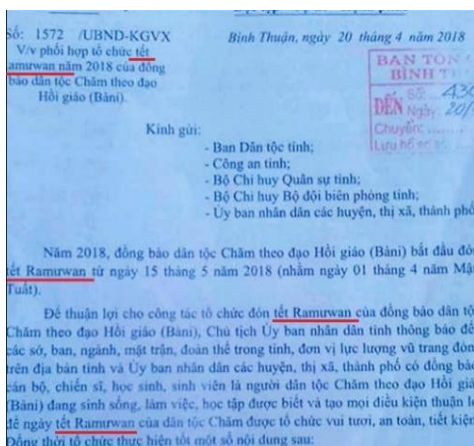 Số: 1572 /UBND-KGVX
Bình Thuận, ngày 20 tháng 4 năm 2018
V/v phối hợp tổ chức tết
Ramưwan năm 2018 của đồng
bào dân tộc Chăm theo đạo
Hồi giáo (Bàni).
BAN TÔN
BÌNH
ĐẾN Số: 430
Ngày: 20/
Chuyển:
Lưu hồ sơ số:
Kính gửi:
- Ban Dân tộc tỉnh;
- Công an tỉnh;
- Bộ Chỉ huy Quân sự tỉnh;
- Bộ Chỉ huy Bộ đội biên phòng tỉnh;
- Ủy ban nhân dân các huyện, thị xã, thành phố
Năm 2018, đồng bào dân tộc Chăm theo đạo Hồi giáo (Bàni) bắt đầu đón
tết Ramưwan từ ngày 15 tháng 5 năm 2018 (nhằm ngày 01 tháng 4 năm Mậu
Tuất).
Để thuận lợi cho công tác tổ chức đón tết Ramưwan của đồng bào dân tộc
Chăm theo đạo Hồi giáo (Bàni), Chủ tịch Ủy ban nhân dân tỉnh thông báo để
các sở, ban, ngành, mặt trận, đoàn thể trong tỉnh, đơn vị lực lượng vũ trang đóng
trên địa bàn tỉnh và Ủy ban nhân dân các huyện, thị xã, thành phố có đồng bào,
cán bộ, chiến sĩ, học sinh, sinh viên là người dân tộc Chăm theo đạo Hồi giáo
(Bàni) đang sinh sống, làm việc, học tập được biết và tạo mọi điều kiện thuận lợi
để ngày tết Ramưwan của dân tộc Chăm được tổ chức vui tươi, an toàn, tiết kiệm.
Đồng thời tổ chức thực hiện tốt một số nội dung sau: